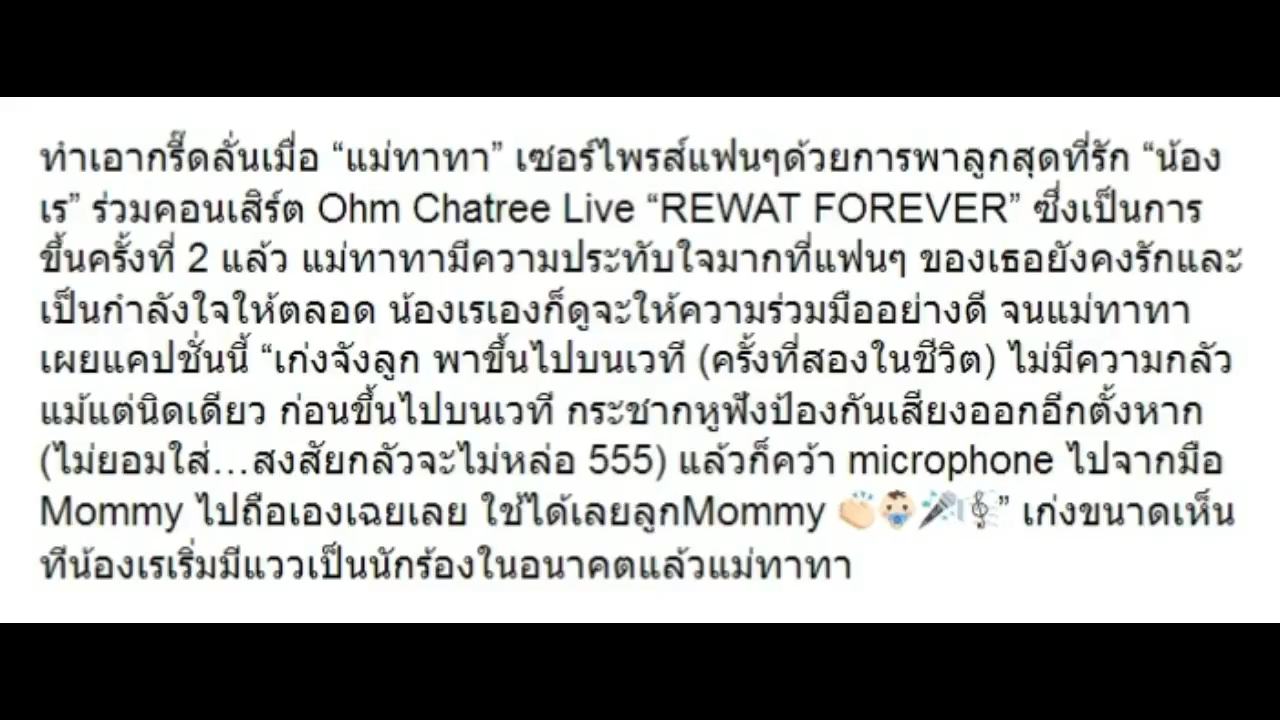 ทำเอากรี๊ดลั่นเมื่อ “แม่ทาทา” เซอร์ไพรส์แฟนๆด้วยการพาลูกสุดที่รัก “น้อง
เร” ร่วมคอนเสิร์ต Ohm Chatree Live “REWAT FOREVER” ซึ่งเป็นการ
ขึ้นครั้งที่ 2 แล้ว แม่ทาทามีความประทับใจมากที่แฟนๆ ของเธอยังคงรักและ
เป็นกำลังใจให้ตลอด น้องเรเองก็ดูจะให้ความร่วมมืออย่างดี จนแม่ทาทา
เผยแคปชั่นนี้ “เก่งจังลูก พาขึ้นไปบนเวที (ครั้งที่สองในชีวิต) ไม่มีความกลัว
แม้แต่นิดเดียว ก่อนขึ้นไปบนเวที กระชากหูฟังป้องกันเสียงออกอีกตั้งหาก
(ไม่ยอมใส่...สงสัยกลัวจะไม่หล่อ 555) แล้วก็คว้า microphone ไปจากมือ
Mommy ไปถือเองเฉยเลย ใช้ได้เลยลูกMommy 👏🏻👶🏻🎤🎼” เก่งขนาดเห็น
ทีน้องเรเริ่มมีแววเป็นนักร้องในอนาคตแล้วแม่ทาทา